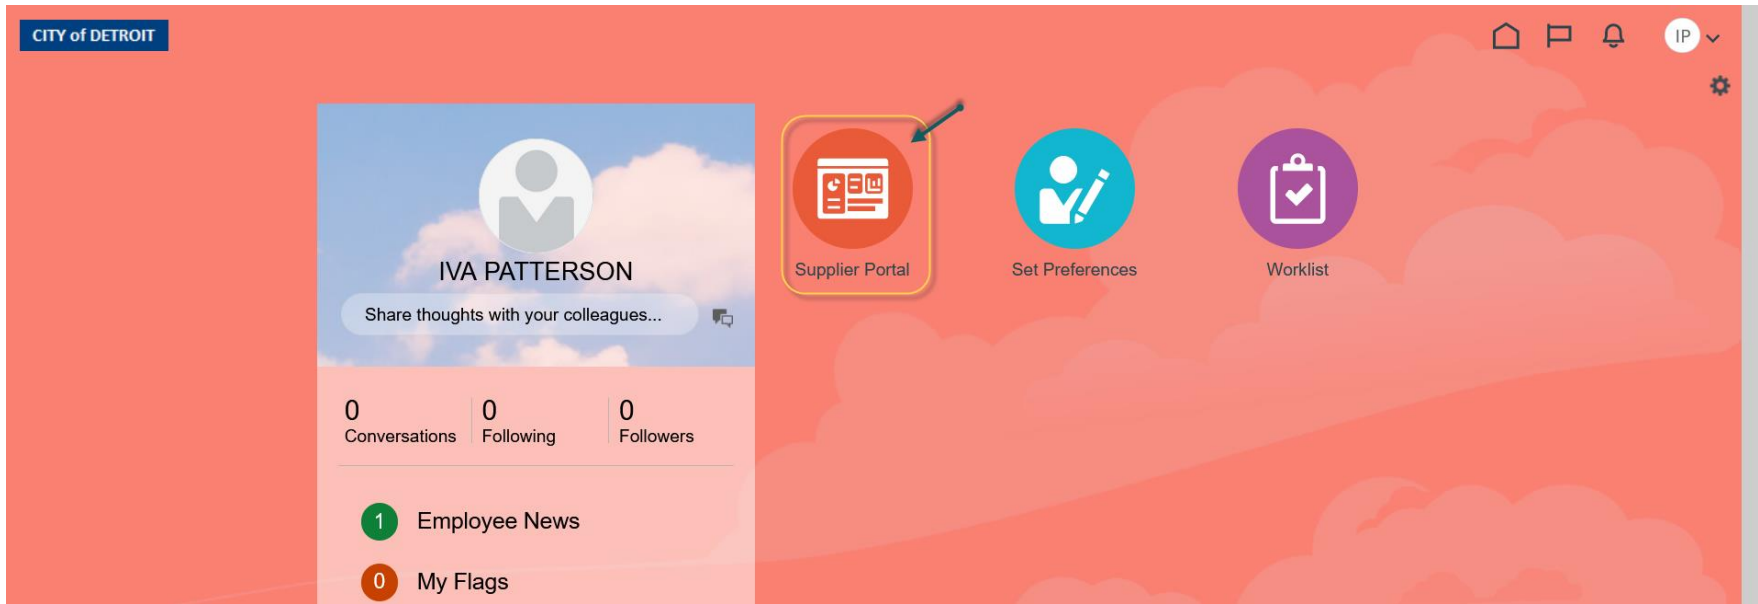 CITY of DETROIT
IP
IVA PATTERSON
Share thoughts with your colleagues...
0
Conversations
0
Following
0
Followers
1 Employee News
0 My Flags
Supplier Portal
Set Preferences
Worklist